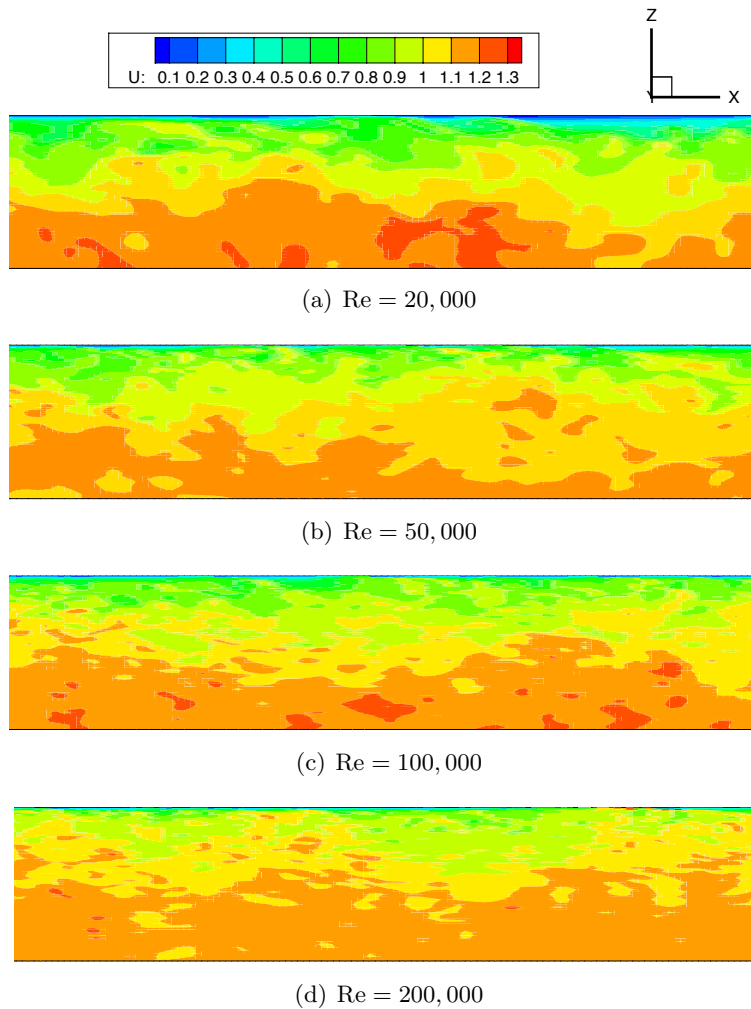 Z
U: 0.1 0.2 0.3 0.4 0.5 0.6 0.7 0.8 0.9 1 1.1 1.2 1.3
Y X
(a) Re = 20,000
(b) Re = 50,000
(c) Re = 100,000
(d) Re = 200,000